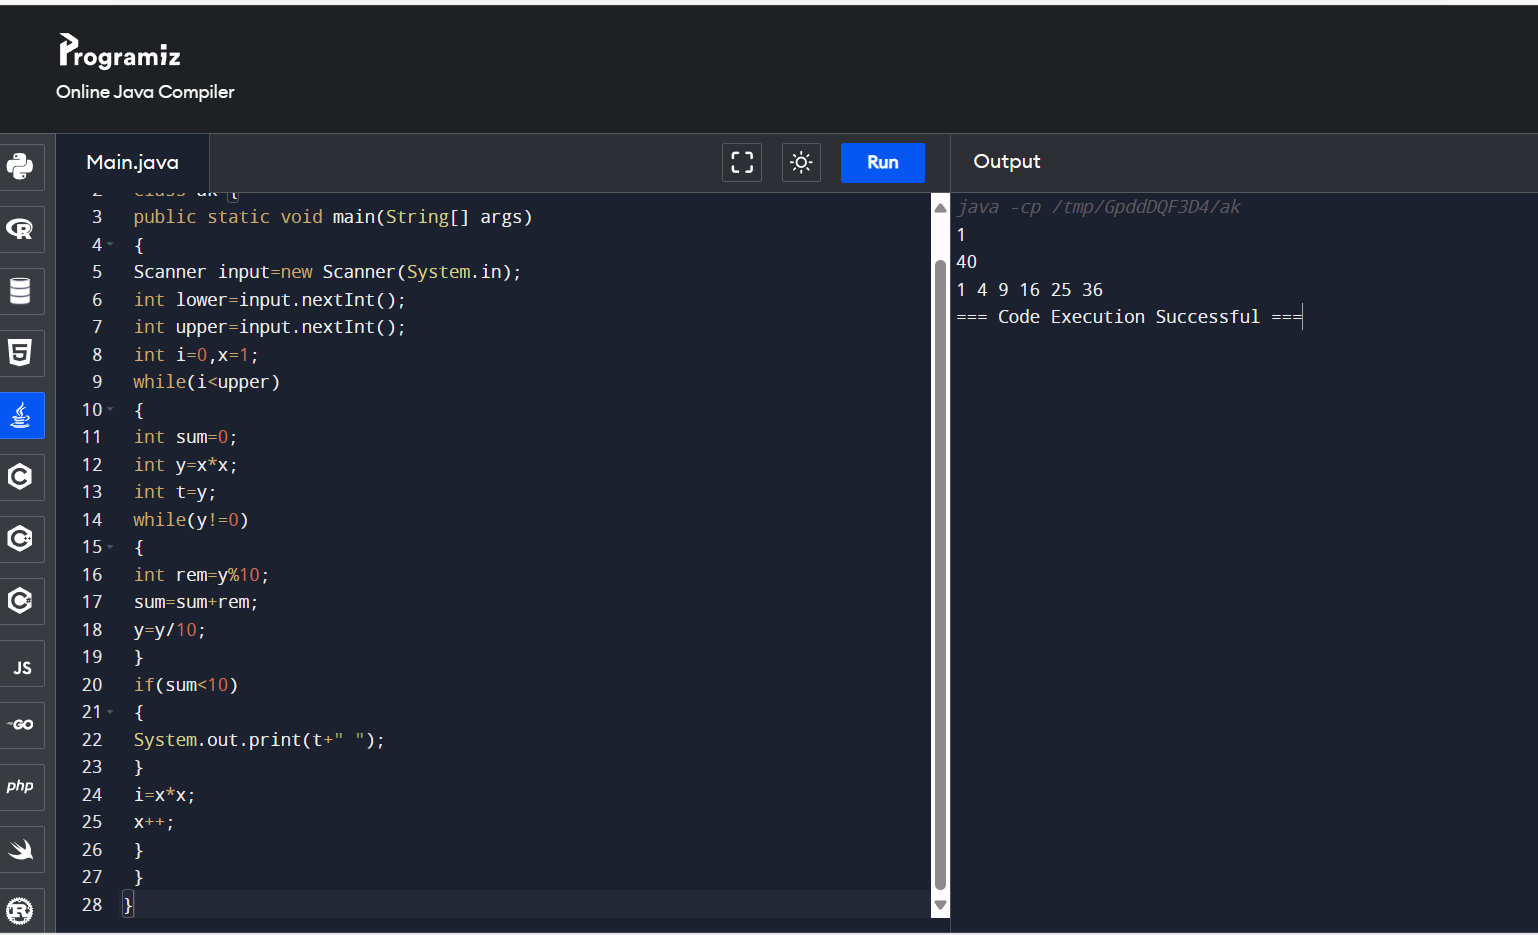 Programiz
Online Java Compiler
Main.java
Run
Output
2 class ak {
3 public static void main(String[] args)
4 {
5 Scanner input=new Scanner(System.in);
6 int lower=input.nextInt();
7 int upper=input.nextInt();
8 int i=0,x=1;
9 while(i<upper)
10 {
11 int sum=0;
12 int y=x*x;
13 int t=y;
14 while(y!=0)
15 {
16 int rem=y%10;
17 sum=sum+rem;
18 y=y/10;
19 }
20 if(sum<10)
21 {
22 System.out.print(t+" ");
23 }
24 i=x*x;
25 x++;
26 }
27 }
28 }
java -cp /tmp/GpddDQF3D4/ak
1
40
1 4 9 16 25 36
=== Code Execution Successful ===
R
5
C
C++
C#
JS
GO
php
R